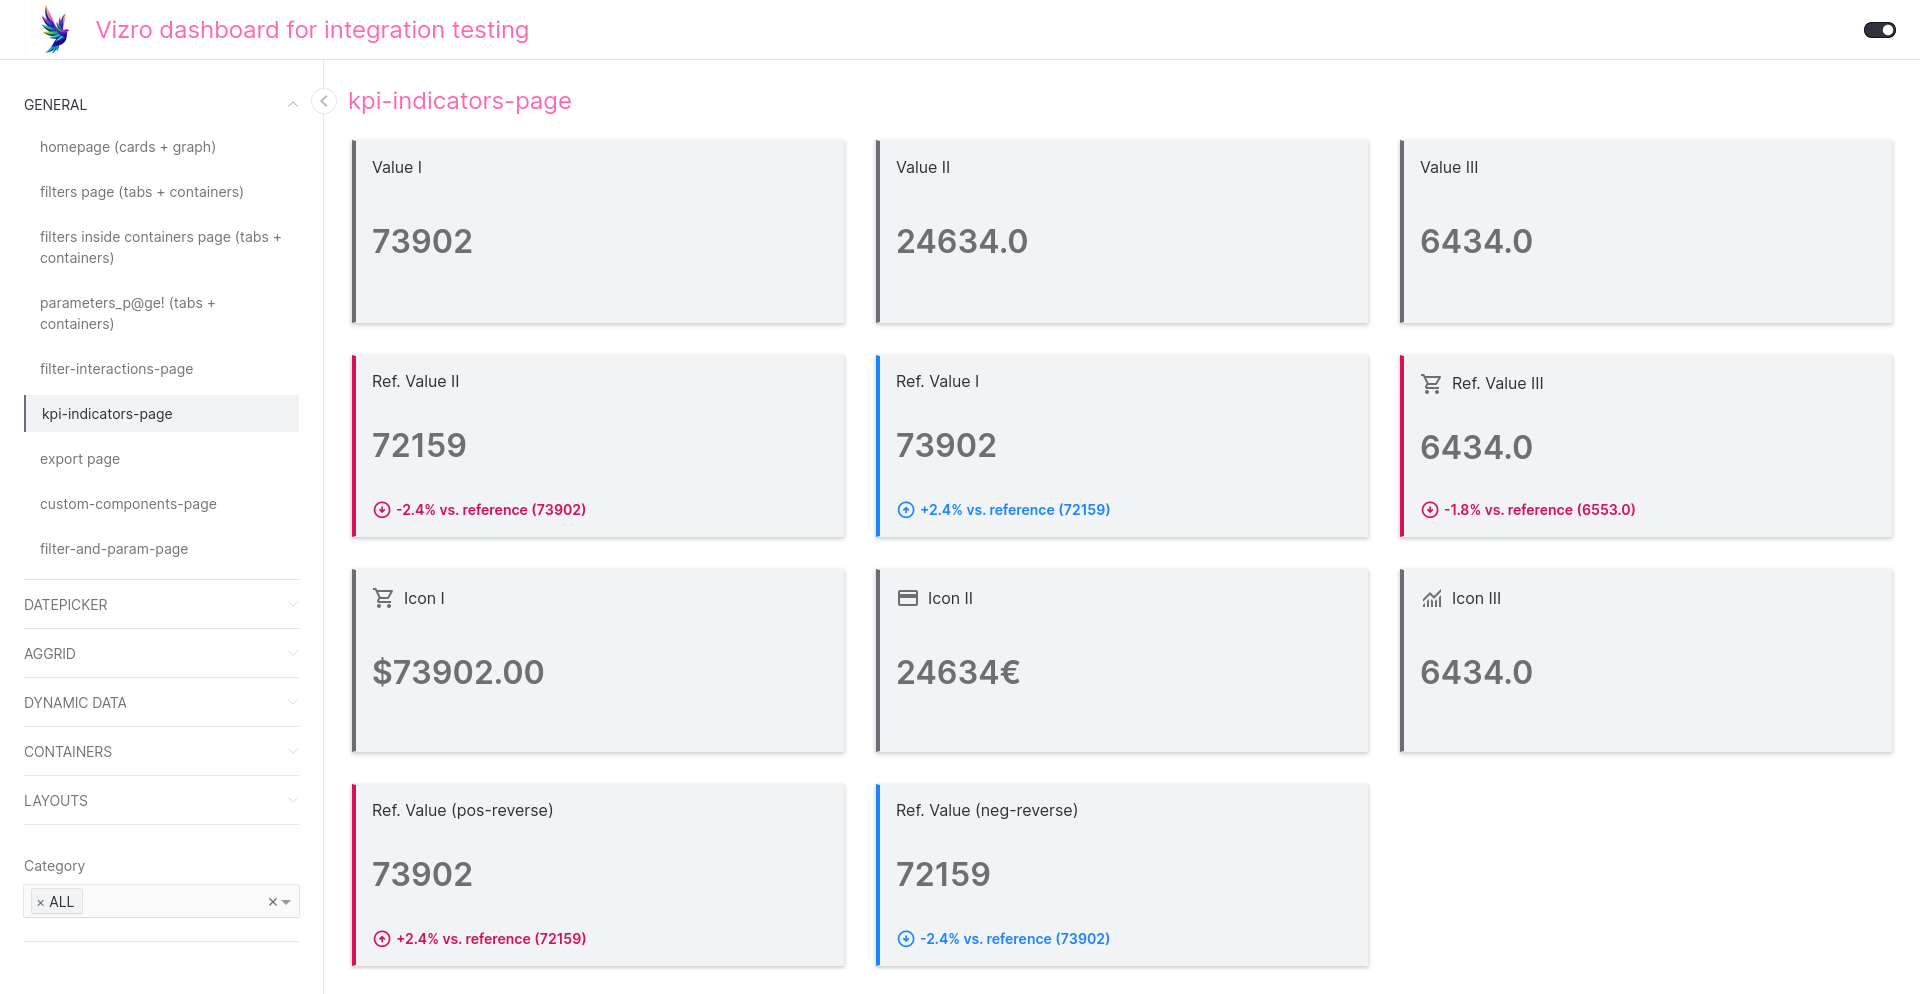 Vizro dashboard for integration testing
GENERAL
homepage (cards + graph)
filters page (tabs + containers)
filters inside containers page (tabs +
containers)
parameters_p@ge! (tabs +
containers)
filter-interactions-page
kpi-indicators-page
export page
custom-components-page
filter-and-param-page
DATEPICKER
AGGRID
DYNAMIC DATA
CONTAINERS
LAYOUTS
Category
× ALL
kpi-indicators-page
Value I
73902
Value II
24634.0
Value III
6434.0
Ref. Value II
72159
-2.4% vs. reference (73902)
Ref. Value I
73902
+2.4% vs. reference (72159)
Ref. Value III
6434.0
-1.8% vs. reference (6553.0)
Icon I
$73902.00
Icon II
24634€
Icon III
6434.0
Ref. Value (pos-reverse)
73902
+2.4% vs. reference (72159)
Ref. Value (neg-reverse)
72159
-2.4% vs. reference (73902)